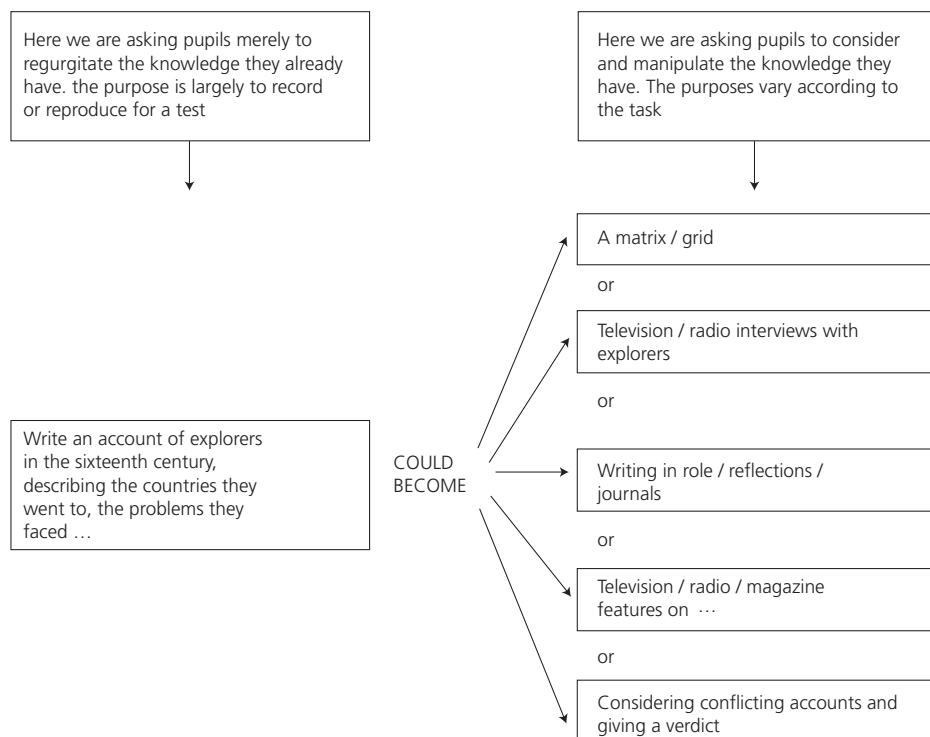 Here we are asking pupils merely to
regurgitate the knowledge they already
have. the purpose is largely to record
or reproduce for a test
Here we are asking pupils to consider
and manipulate the knowledge they
have. The purposes vary according to
the task
Write an account of explorers
in the sixteenth century,
describing the countries they
went to, the problems they
faced …
COULD
BECOME
A matrix / grid
or
Television / radio interviews with
explorers
or
Writing in role / reflections /
journals
or
Television / radio / magazine
features on …
or
Considering conflicting accounts and
giving a verdict